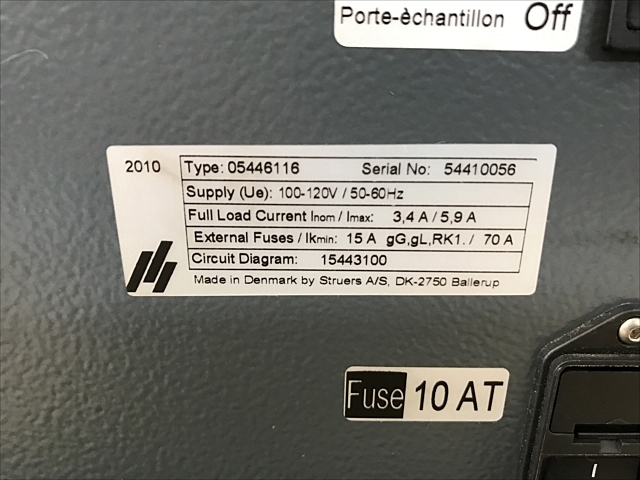 Porte-èchantillon Off
2010 Type: 05446116 Serial No: 54410056
Supply (Ue): 100-120V / 50-60Hz
Full Load Current Inom / Imax: 3,4 A / 5,9 A
External Fuses / Ikmin: 15 A gG,gL,RK1. / 70 A
Circuit Diagram: 15443100
Made in Denmark by Struers A/S, DK-2750 Ballerup
Fuse 10 AT
I